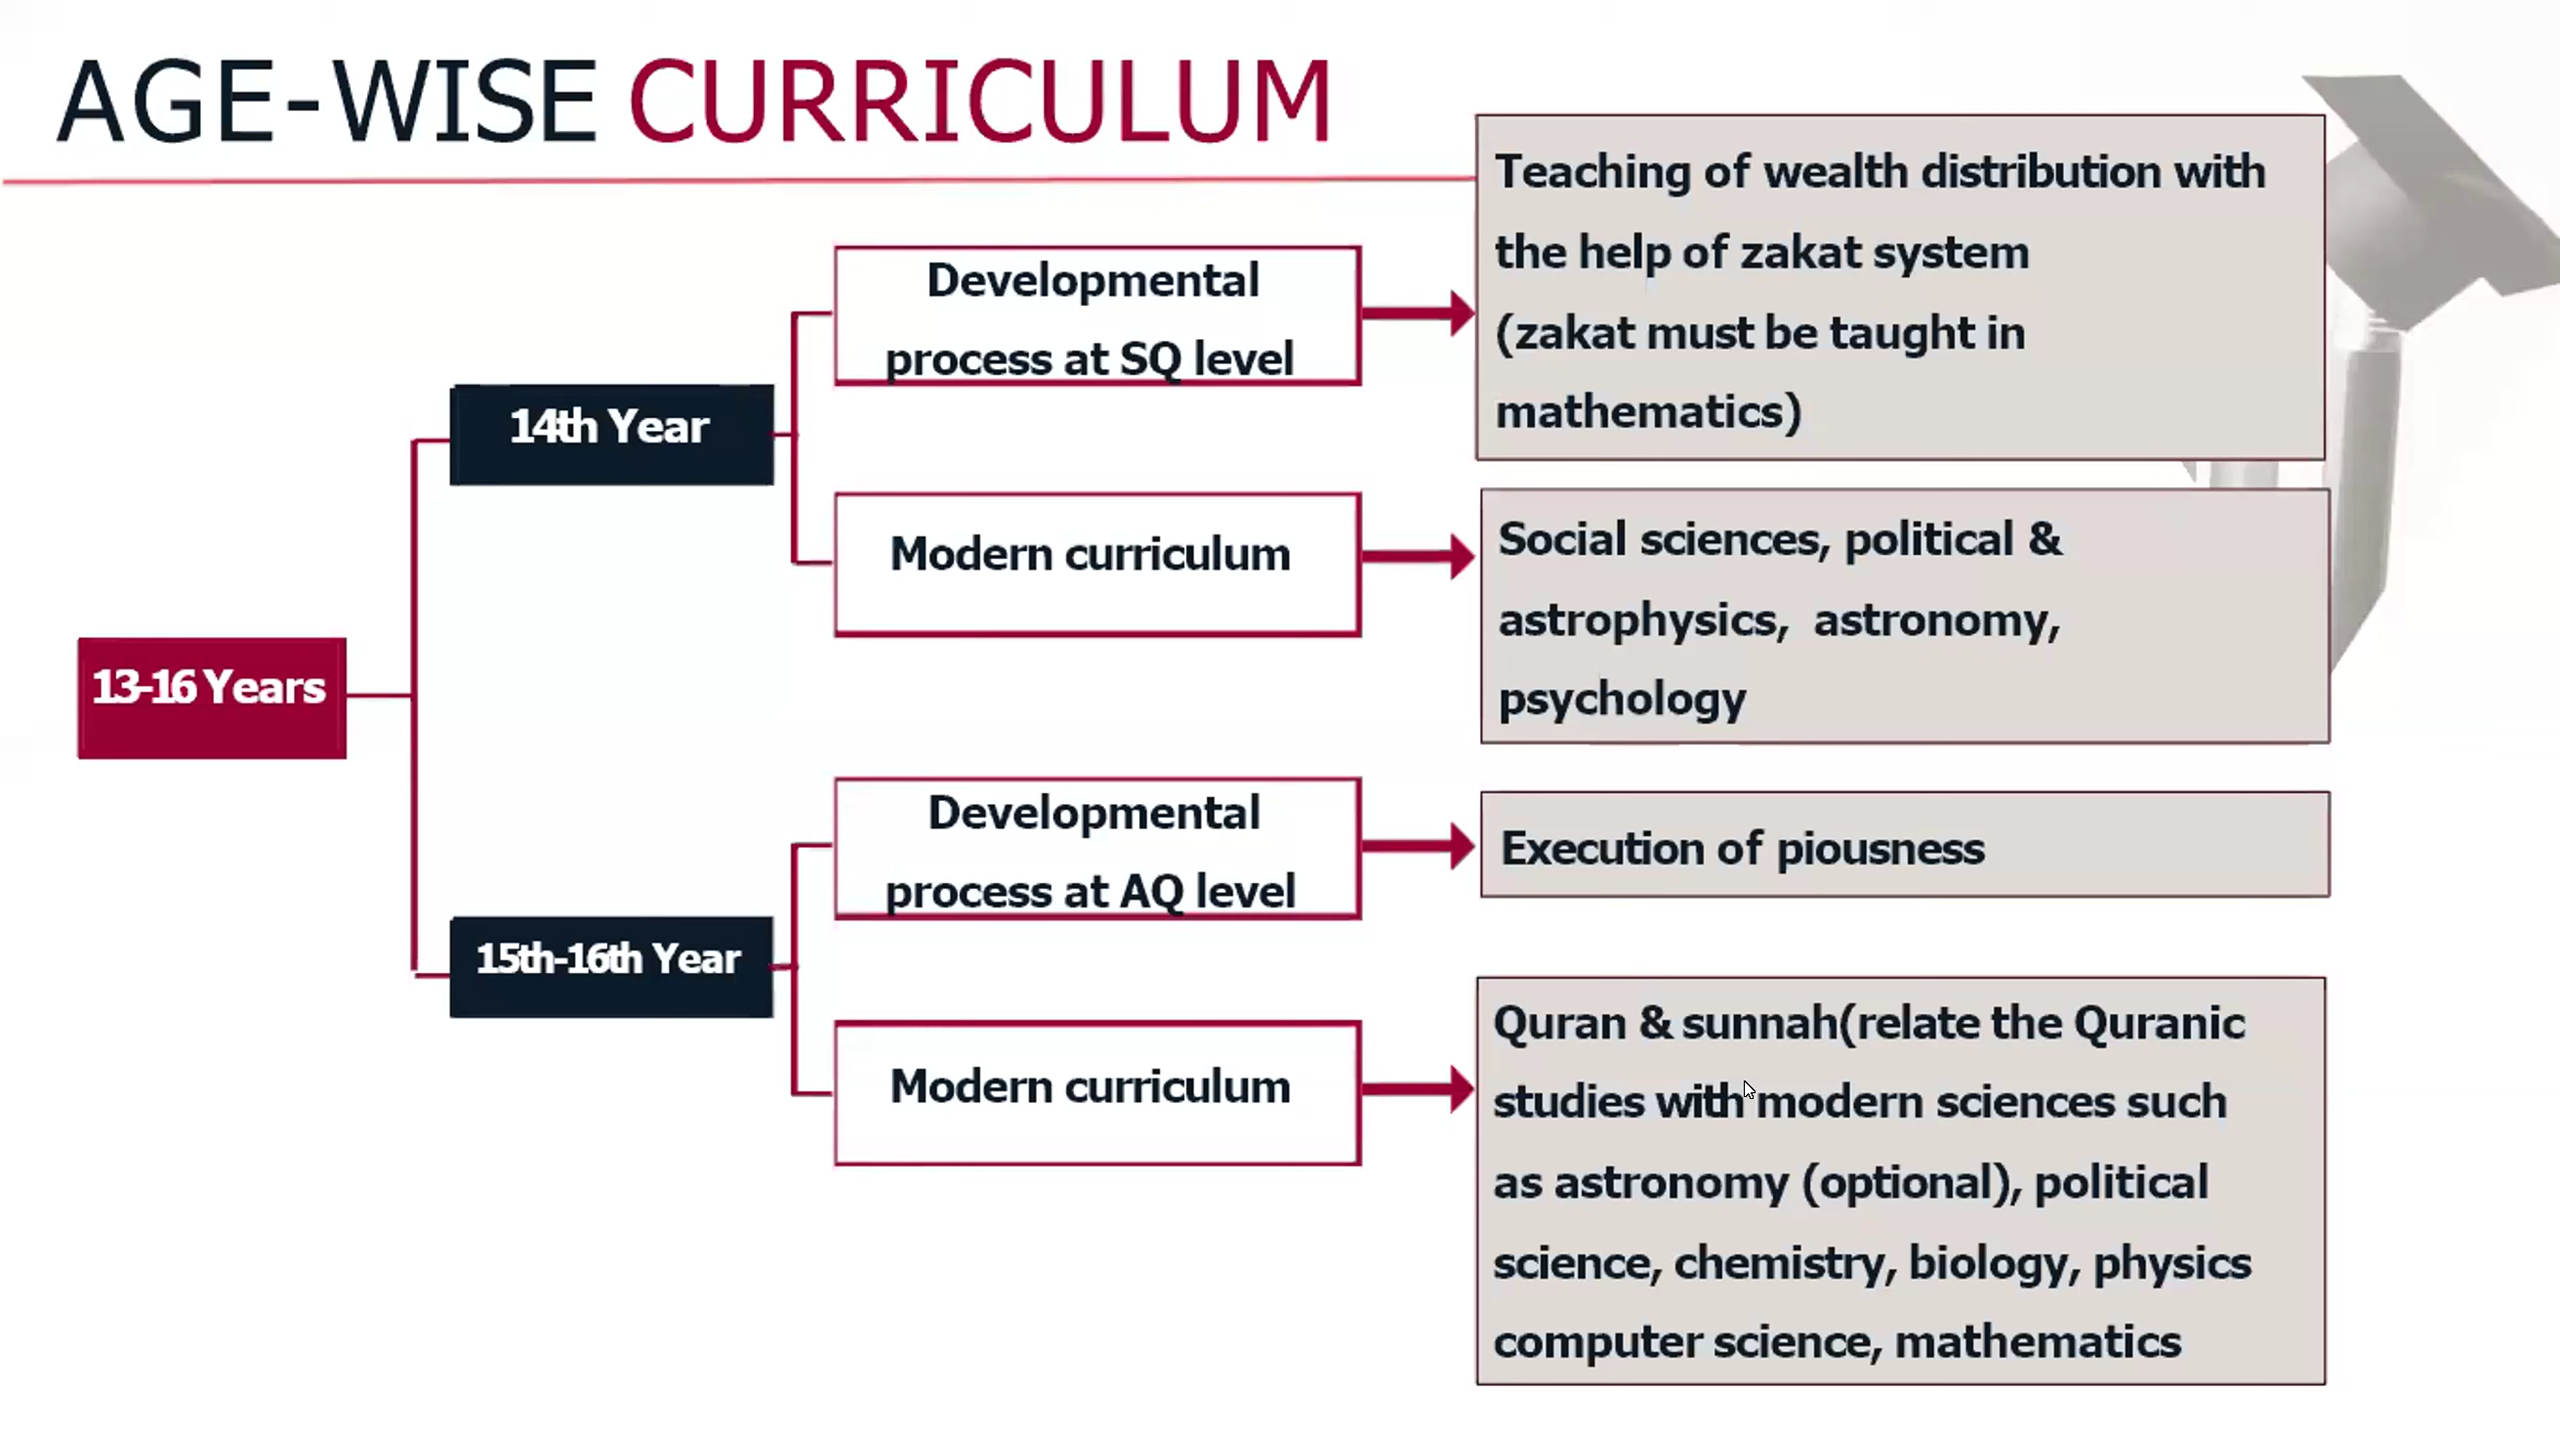 AGE-WISE CURRICULUM
13-16 Years
14th Year
Developmental
process at SQ level
Teaching of wealth distribution with
the help of zakat system
(zakat must be taught in
mathematics)
Modern curriculum
Social sciences, political &
astrophysics,  astronomy,
psychology
15th-16th Year
Developmental
process at AQ level
Execution of piousness
Modern curriculum
Quran & sunnah(relate the Quranic
studies with modern sciences such
as astronomy (optional), political
science, chemistry, biology, physics
computer science, mathematics